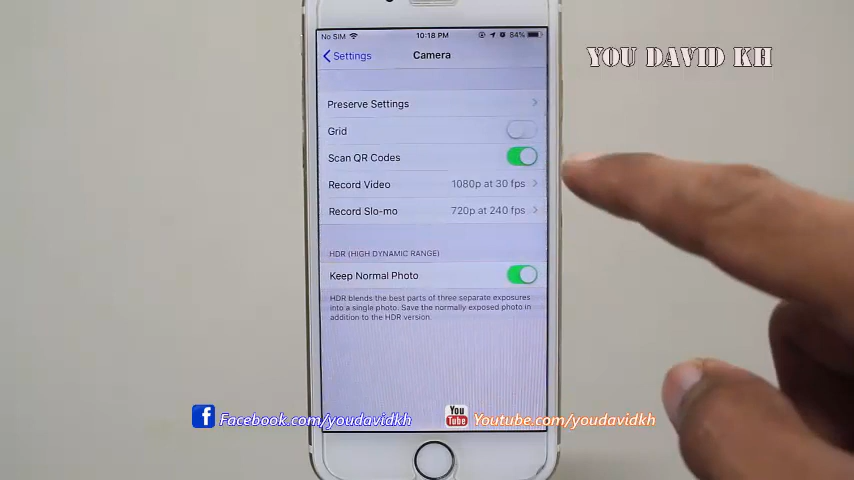 No SIM 10:18 PM 84%
Settings Camera
YOU DAVID KH
Preserve Settings
Grid
Scan QR Codes
Record Video 1080p at 30 fps
Record Slo-mo 720p at 240 fps
HDR (HIGH DYNAMIC RANGE)
Keep Normal Photo
HDR blends the best parts of three separate exposures
into a single photo. Save the normally exposed photo in
addition to the HDR version.
Facebook.com/youdavidkh You Tube Youtube.com/youdavidkh